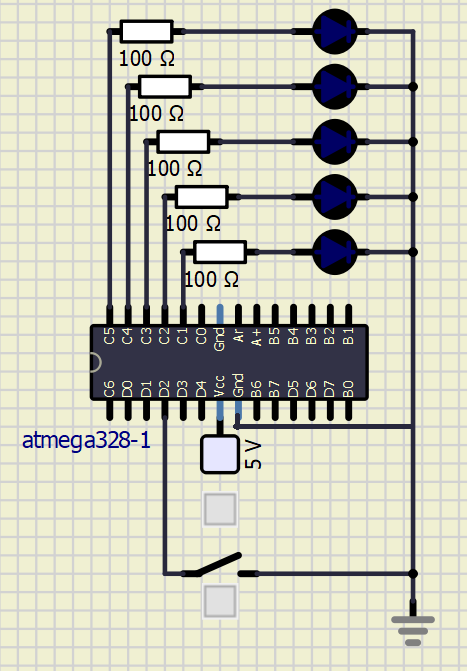 100 Ω
100 Ω
100 Ω
100 Ω
100 Ω
C5 C4 C3 C2 C1 C0 Gnd Ar A+ B5 B4 B3 B2 B1
C6 D0 D1 D2 D3 D4 Vcc Gnd B6 B7 D5 D6 D7 B0
atmega328-1
5 V